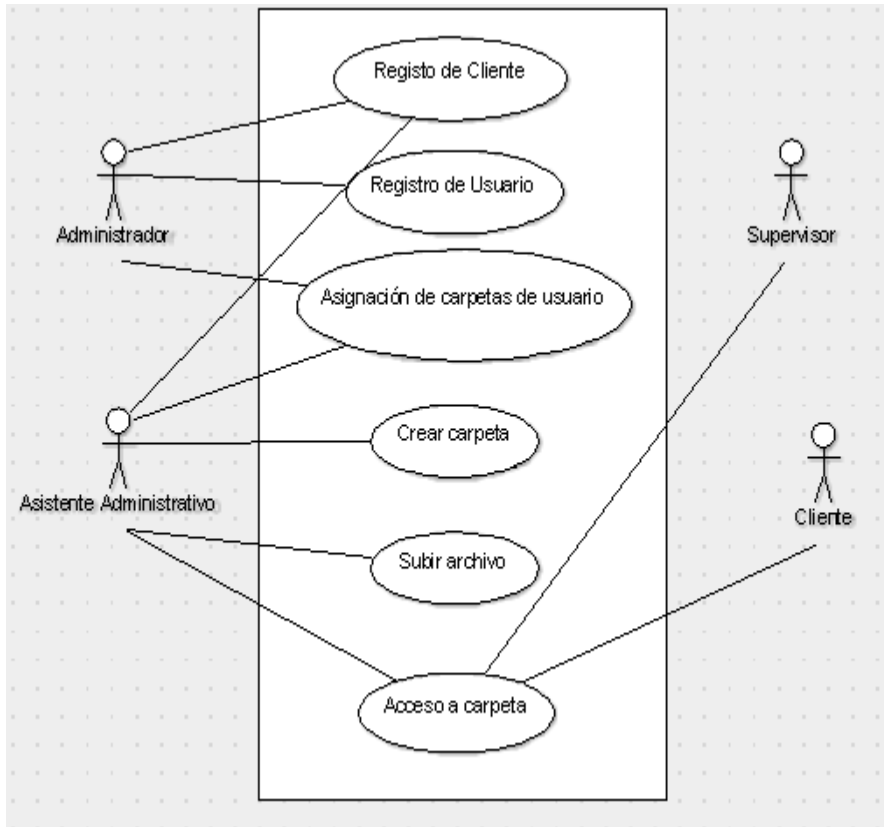 Registo de Cliente
Registro de Usuario
Administrador
Supervisor
Asignación de carpetas de usuario
Crear carpeta
Asistente Administrativo
Cliente
Subir archivo
Acceso a carpeta